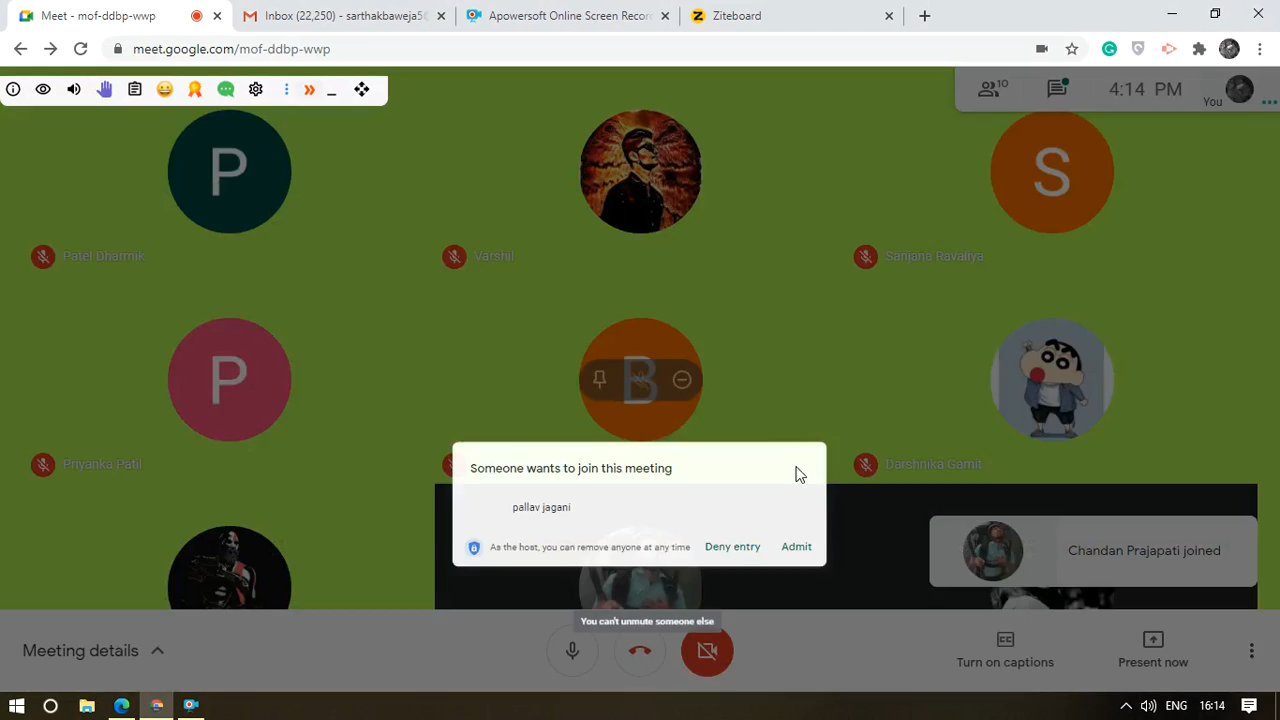 Meet - mof-ddbp-wwp
Inbox (22,250) - sarthakbaweja5
Apowersoft Online Screen Record
Ziteboard
meet.google.com/mof-ddbp-wwp
10
4:14 PM
You
P
S
Patel Dharmik
Varshil
Sanjana Ravaliya
P
B
Priyanka Patil
Darshnika Gamit
Someone wants to join this meeting
pallav jagani
As the host, you can remove anyone at any time
Deny entry
Admit
Chandan Prajapati joined
You can't unmute someone else
Meeting details
CC
Turn on captions
Present now
ENG
16:14